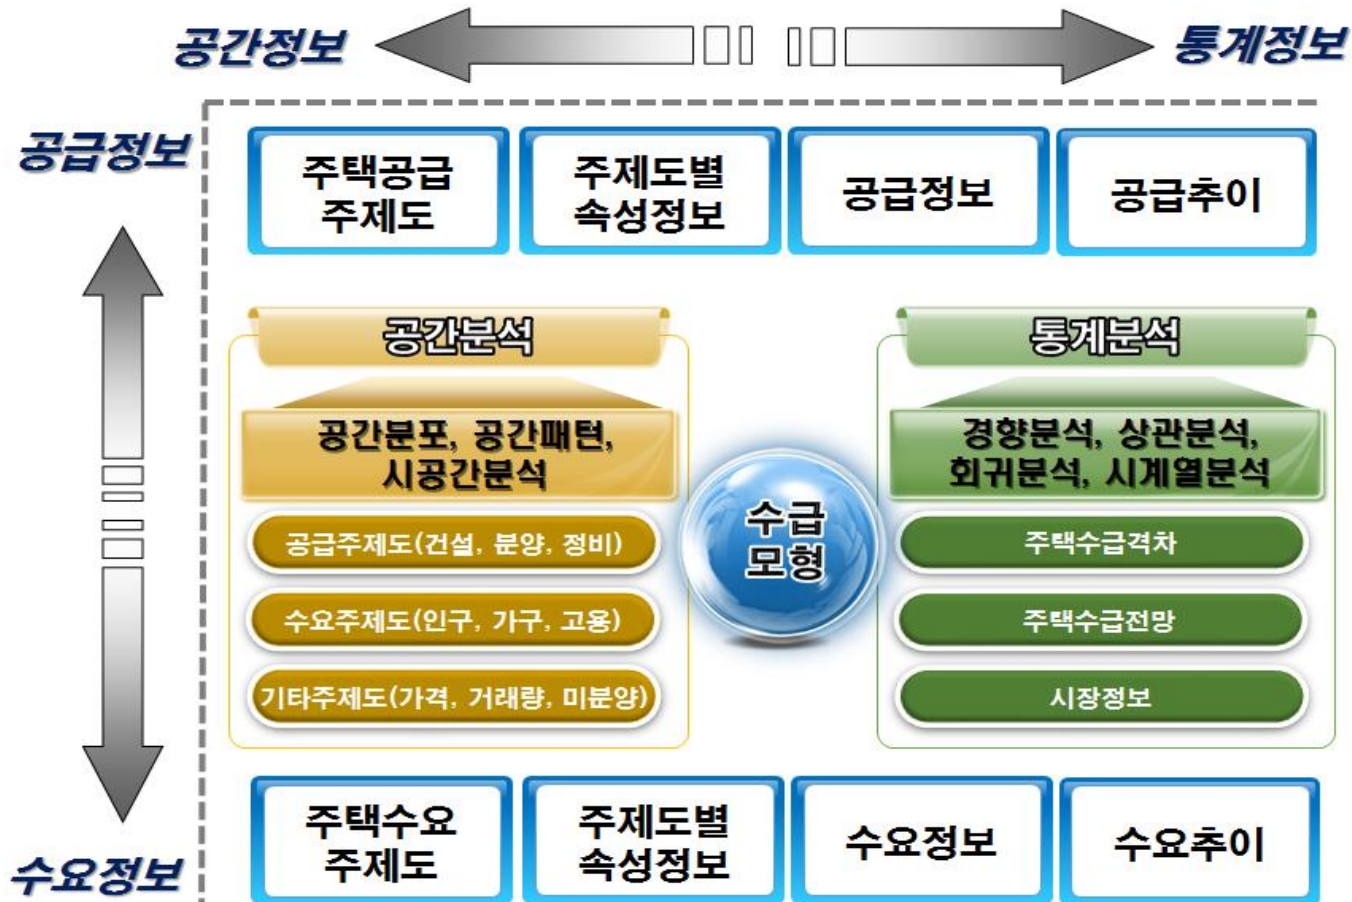 공간정보
통계정보
공급정보
주택공급
주제도
주제도별
속성정보
공급정보
공급추이
공간분석
공간분포, 공간패턴,
시공간분석
공급주제도(건설, 분양, 정비)
수요주제도(인구, 가구, 고용)
기타주제도(가격, 거래량, 미분양)
수급
모형
통계분석
경향분석, 상관분석,
회귀분석, 시계열분석
주택수급격차
주택수급전망
시장정보
수요정보
주택수요
주제도
주제도별
속성정보
수요정보
수요추이